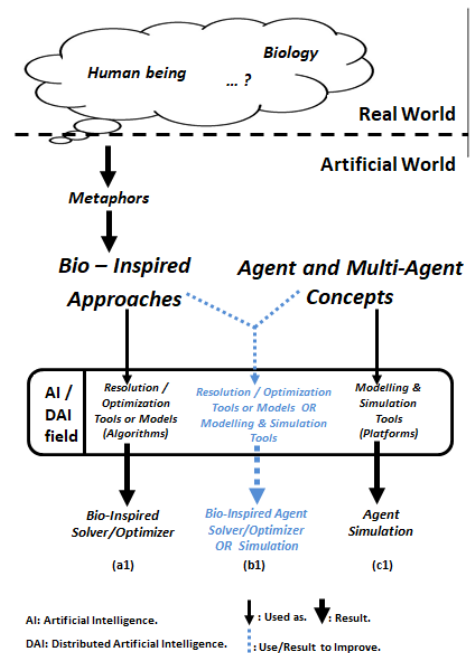 Biology
Human being
... ?
Real World
Artificial World
Metaphors
Bio – Inspired
Approaches
Agent and Multi-Agent
Concepts
AI /
DAI
field
Resolution /
Optimization
Tools or Models
(Algorithms)
Resolution / Optimization
Tools or Models OR
Modelling & Simulation
Tools
Modelling &
Simulation
Tools
(Platforms)
Bio-Inspired
Solver/Optimizer
Bio-Inspired Agent
Solver/Optimizer
OR Simulation
Agent
Simulation
(a1)
(b1)
(c1)
AI: Artificial Intelligence.
: Used as.
: Result.
DAI: Distributed Artificial Intelligence.
: Use/Result to Improve.